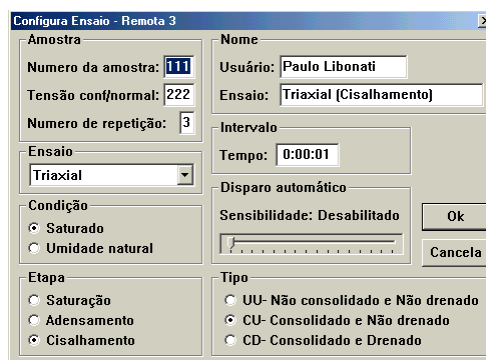 Configura Ensaio - Remota 3
Amostra
Numero da amostra: 111
Tensão conf/normal: 222
Numero de repetição: 3
Ensaio
Triaxial
Condição
Saturado
Umidade natural
Etapa
Saturação
Adensamento
Cisalhamento
Nome
Usuário: Paulo Libonati
Ensaio: Triaxial (Cisalhamento)
Intervalo
Tempo: 0:00:01
Disparo automático
Sensibilidade: Desabilitado
Tipo
UU- Não consolidado e Não drenado
CU- Consolidado e Não drenado
CD- Consolidado e Drenado
Ok
Cancela